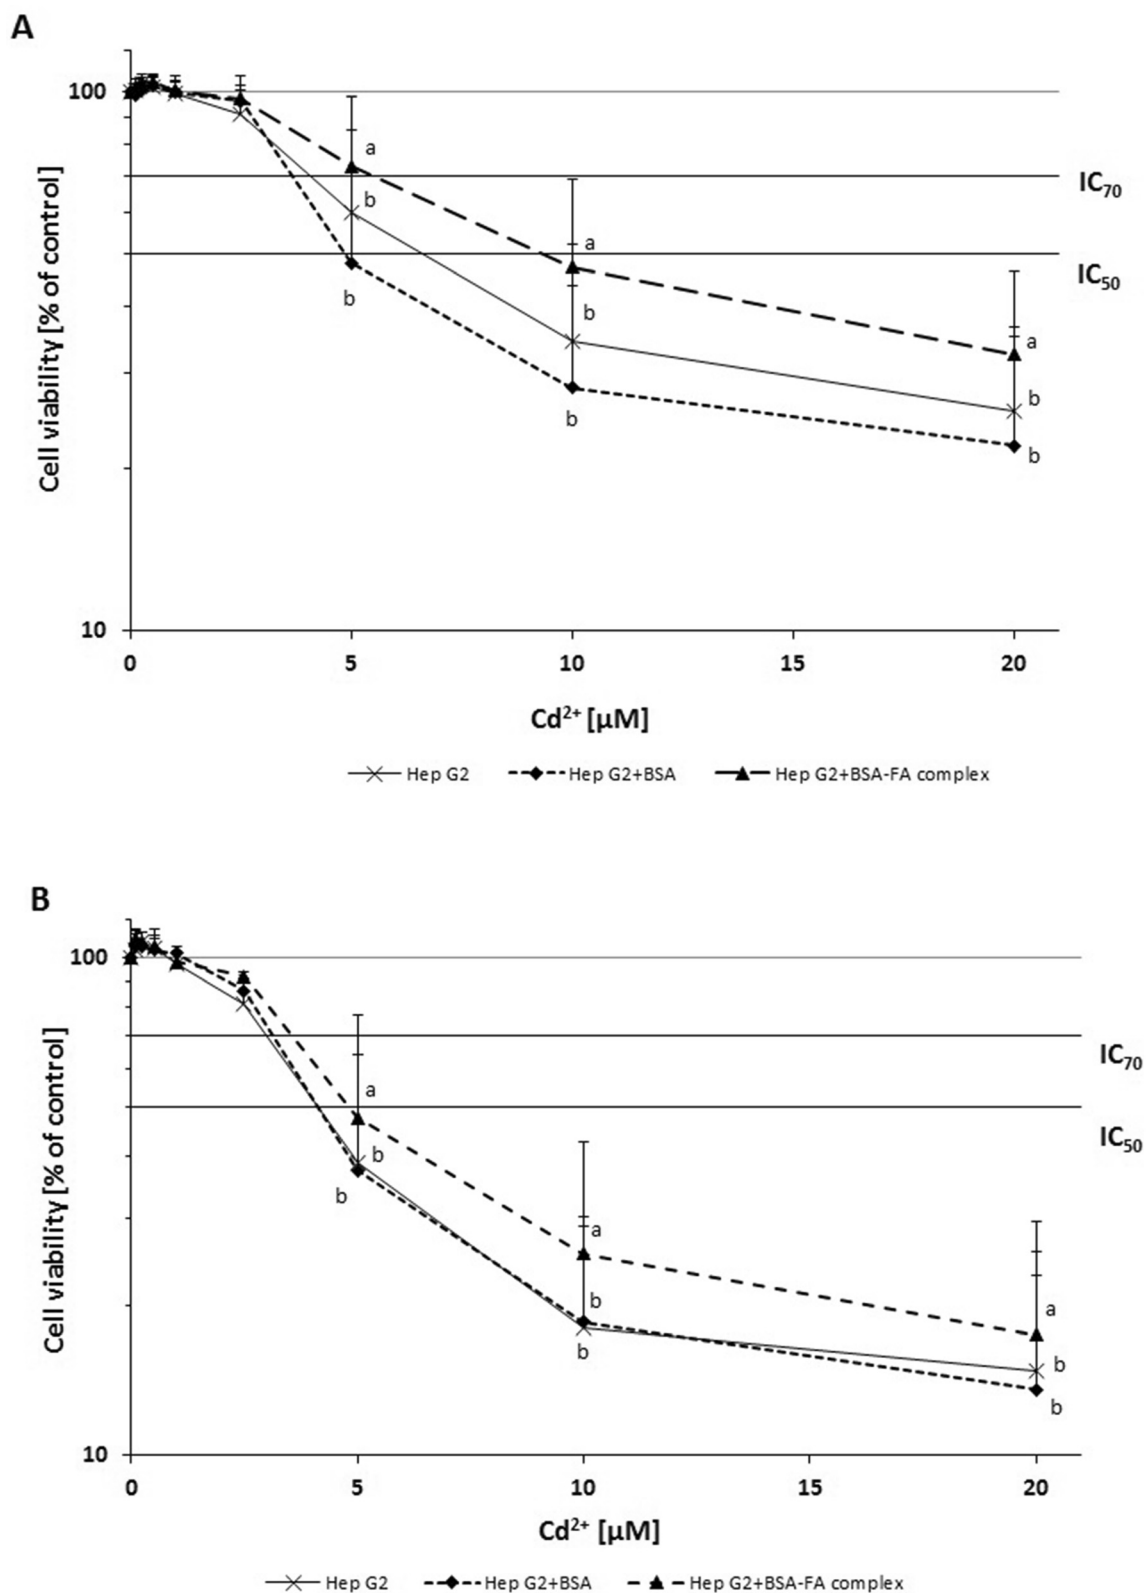 A
100
a
IC70
b
IC50
b
a
b
b
a
b
b
Cell viability [% of control]
10
0 5 10 15 20
Cd²⁺ [µM]
Hep G2 Hep G2+BSA Hep G2+BSA-FA complex
B
100
IC70
a
IC50
b
b
a
b
b
a
b
b
Cell viability [% of control]
10
0 5 10 15 20
Cd²⁺ [µM]
Hep G2 Hep G2+BSA Hep G2+BSA-FA complex